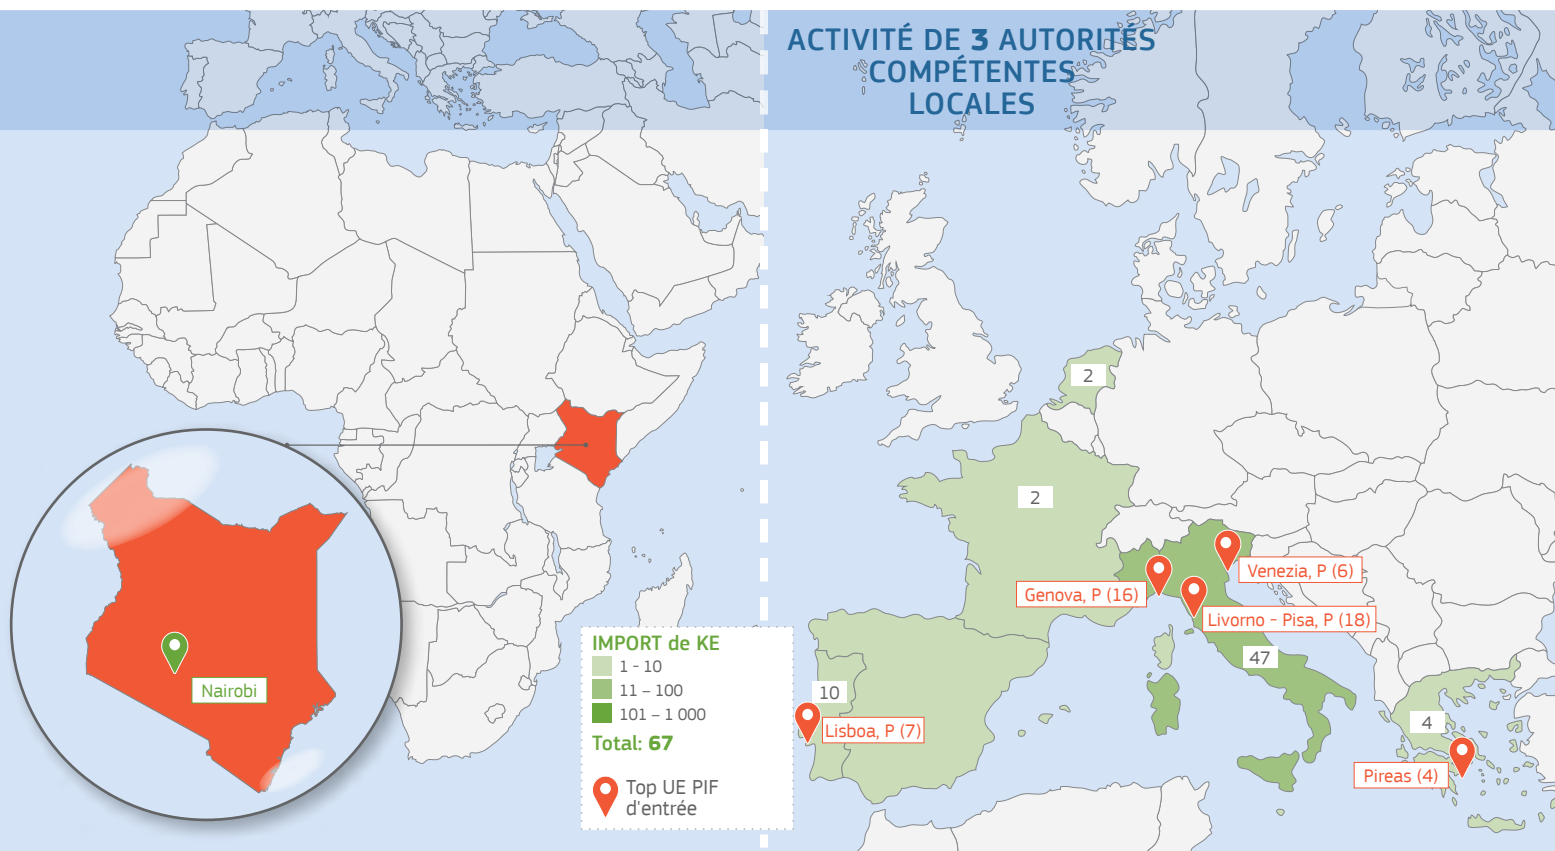 ACTIVITÉ DE 3 AUTORITÉS
COMPÉTENTES
LOCALES
2
2
Venezia, P (6)
Genova, P (16)
Livorno - Pisa, P (18)
47
10
Lisboa, P (7)
4
Pireas (4)
Nairobi
IMPORT de KE
1 - 10
11 – 100
101 – 1 000
Total: 67
Top UE PIF
d'entrée